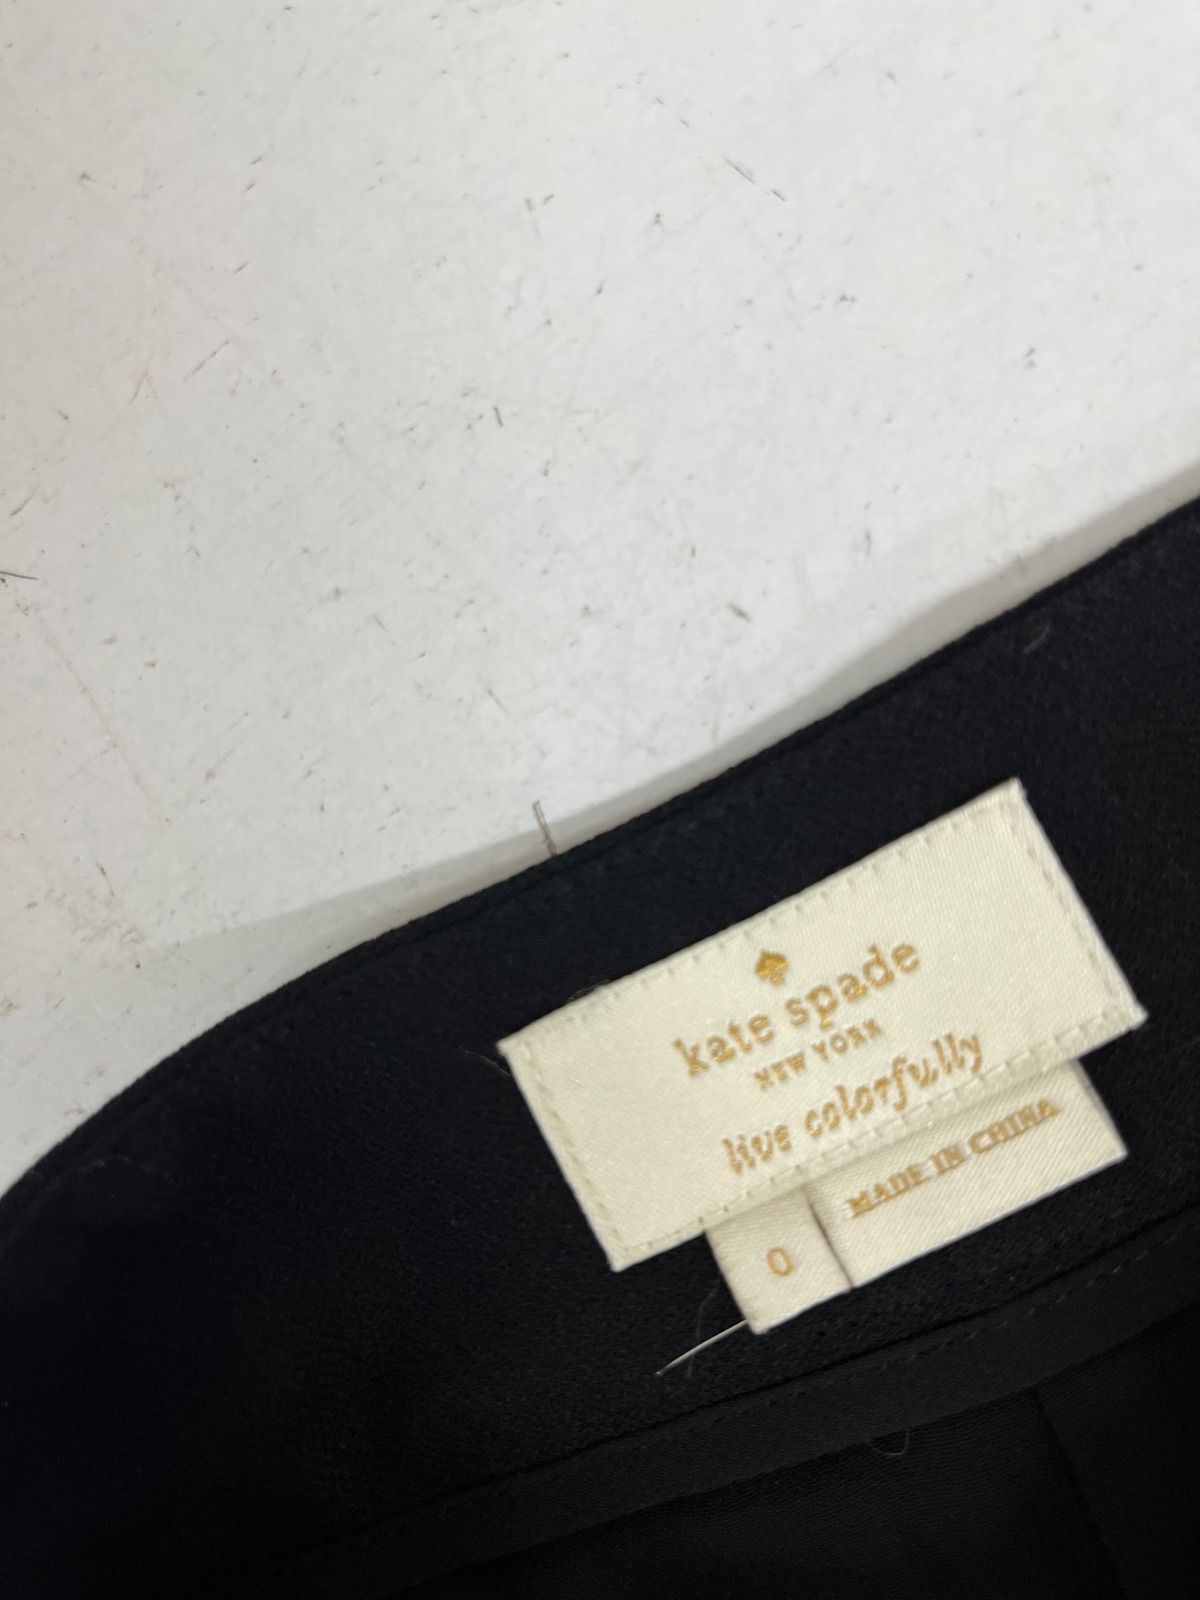 kate spade
NEW YORK
live colorfully
MADE IN CHINA
0